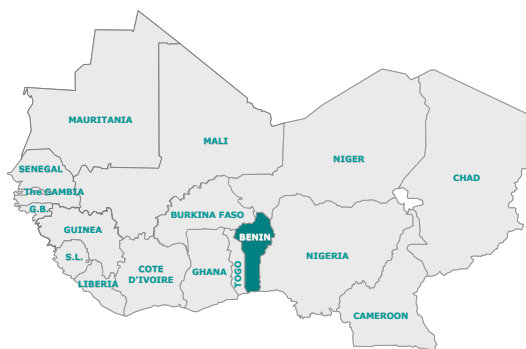 MAURITANIA
MALI
NIGER
CHAD
SENEGAL
The GAMBIA
G.B.
GUINEA
S.L.
LIBERIA
COTE
D'IVOIRE
BURKINA FASO
GHANA
TOGO
BENIN
NIGERIA
CAMEROON